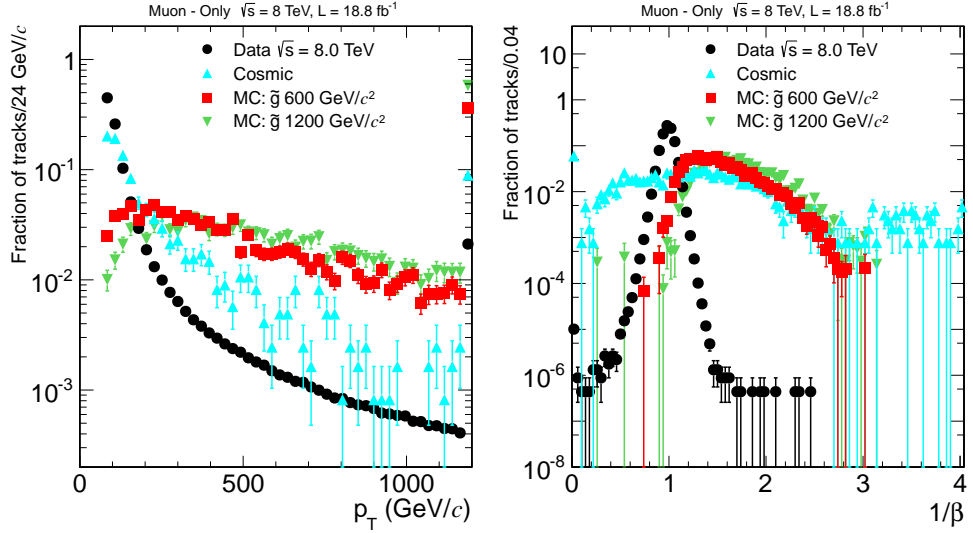 Muon - Only √s = 8 TeV, L = 18.8 fb⁻¹
Fraction of tracks/24 GeV/c
1
10⁻¹
10⁻²
10⁻³
Data √s = 8.0 TeV
Cosmic
MC: g̃ 600 GeV/c²
MC: g̃ 1200 GeV/c²
0 500 1000
p_T (GeV/c)
Muon - Only √s = 8 TeV, L = 18.8 fb⁻¹
Fraction of tracks/0.04
10
1
10⁻²
10⁻⁴
10⁻⁶
10⁻⁸
Data √s = 8.0 TeV
Cosmic
MC: g̃ 600 GeV/c²
MC: g̃ 1200 GeV/c²
0 1 2 3 4
1/β